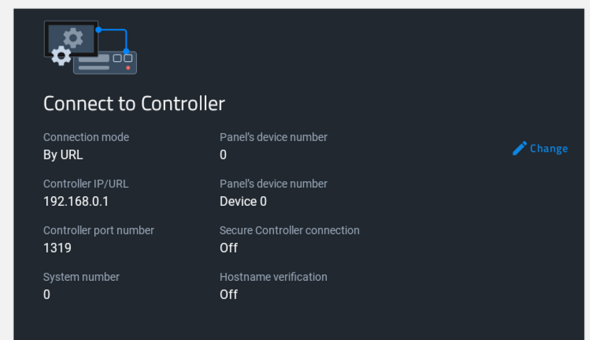 Connect to Controller
Connection mode
By URL
Panel's device number
0
Change
Controller IP/URL
192.168.0.1
Panel's device number
Device 0
Controller port number
1319
Secure Controller connection
Off
System number
0
Hostname verification
Off